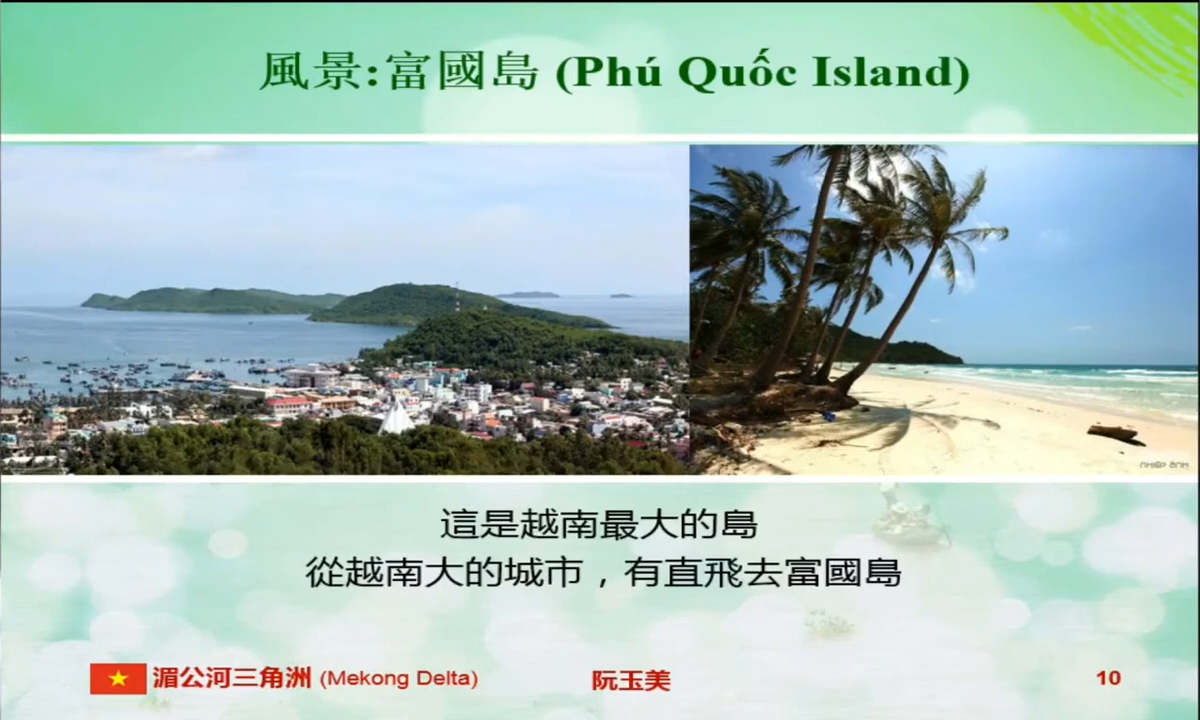 風景:富國島 (Phú Quốc Island)
這是越南最大的島
從越南大的城市，有直飛去富國島
湄公河三角洲 (Mekong Delta)
阮玉美
10